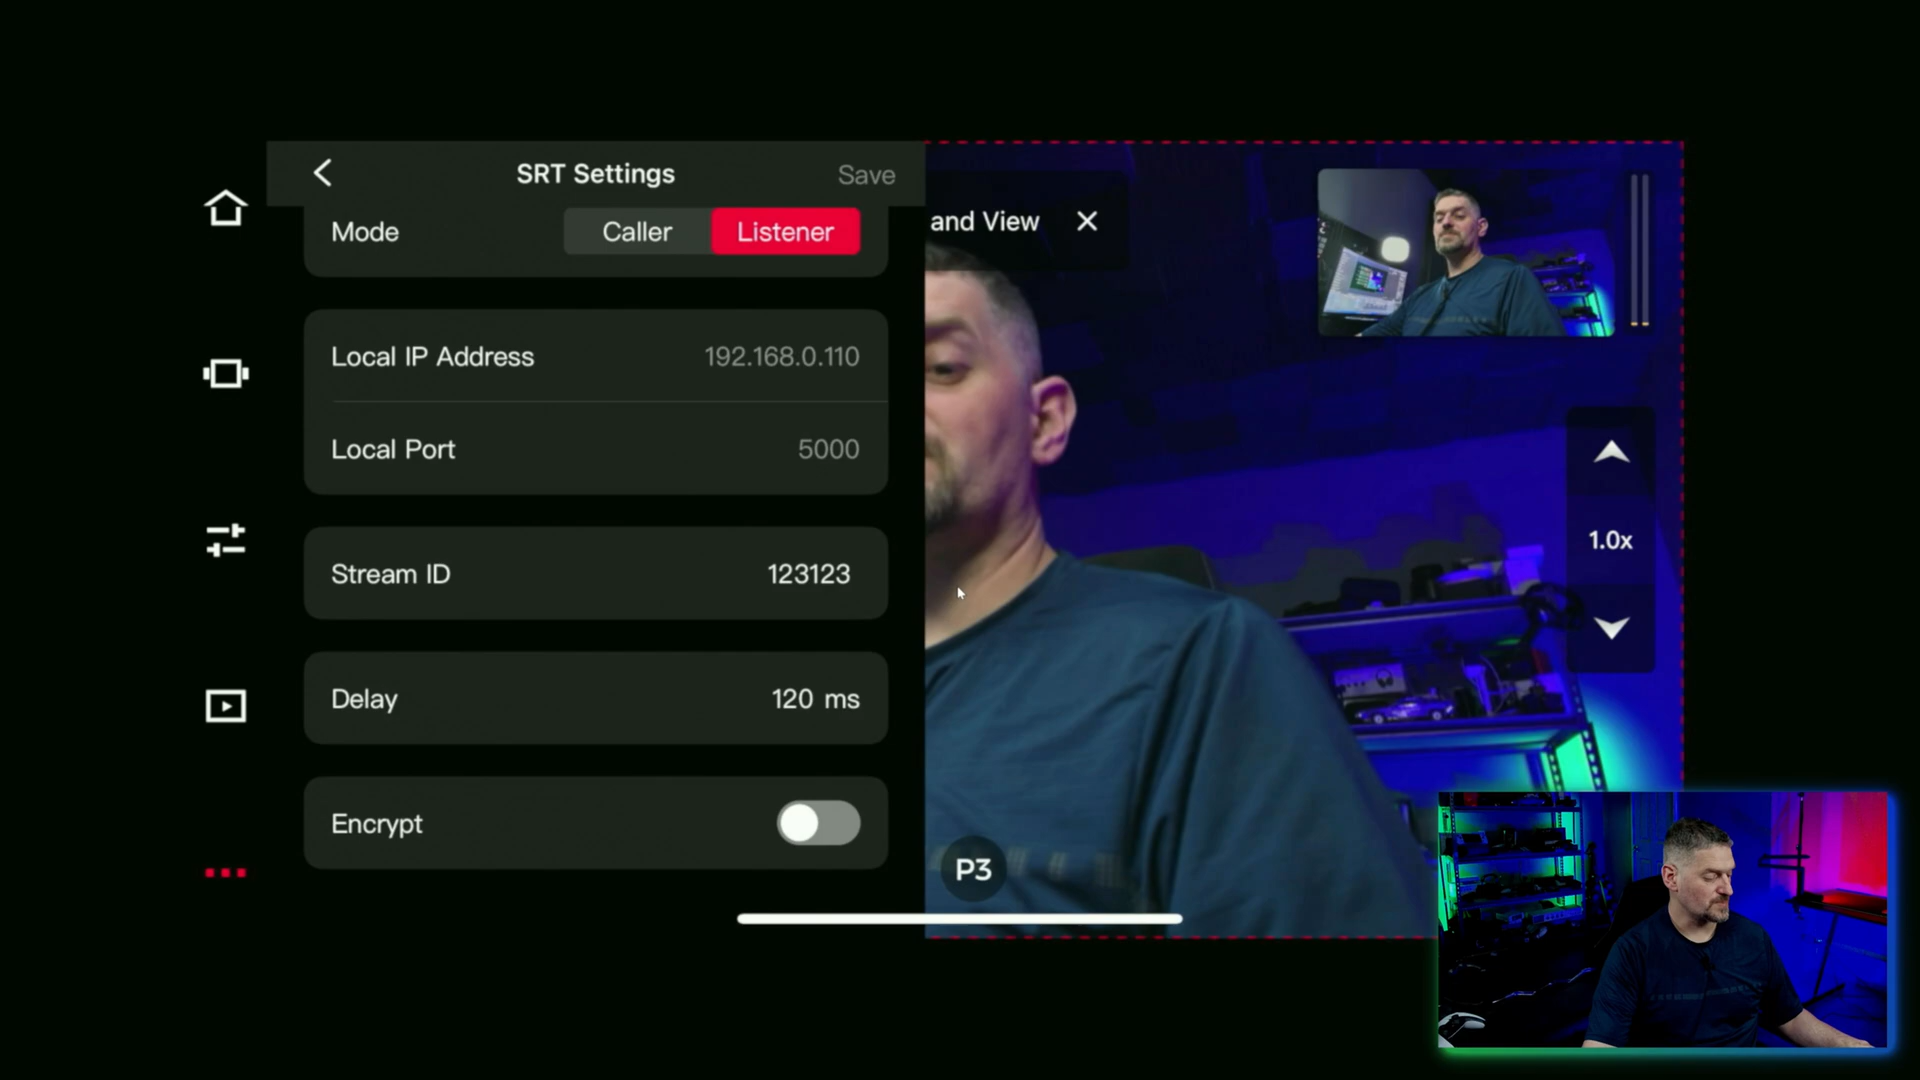 SRT Settings
Save
Mode
Caller
Listener
and View
Local IP Address
192.168.0.110
Local Port
5000
1.0x
Stream ID
123123
Delay
120 ms
Encrypt
P3